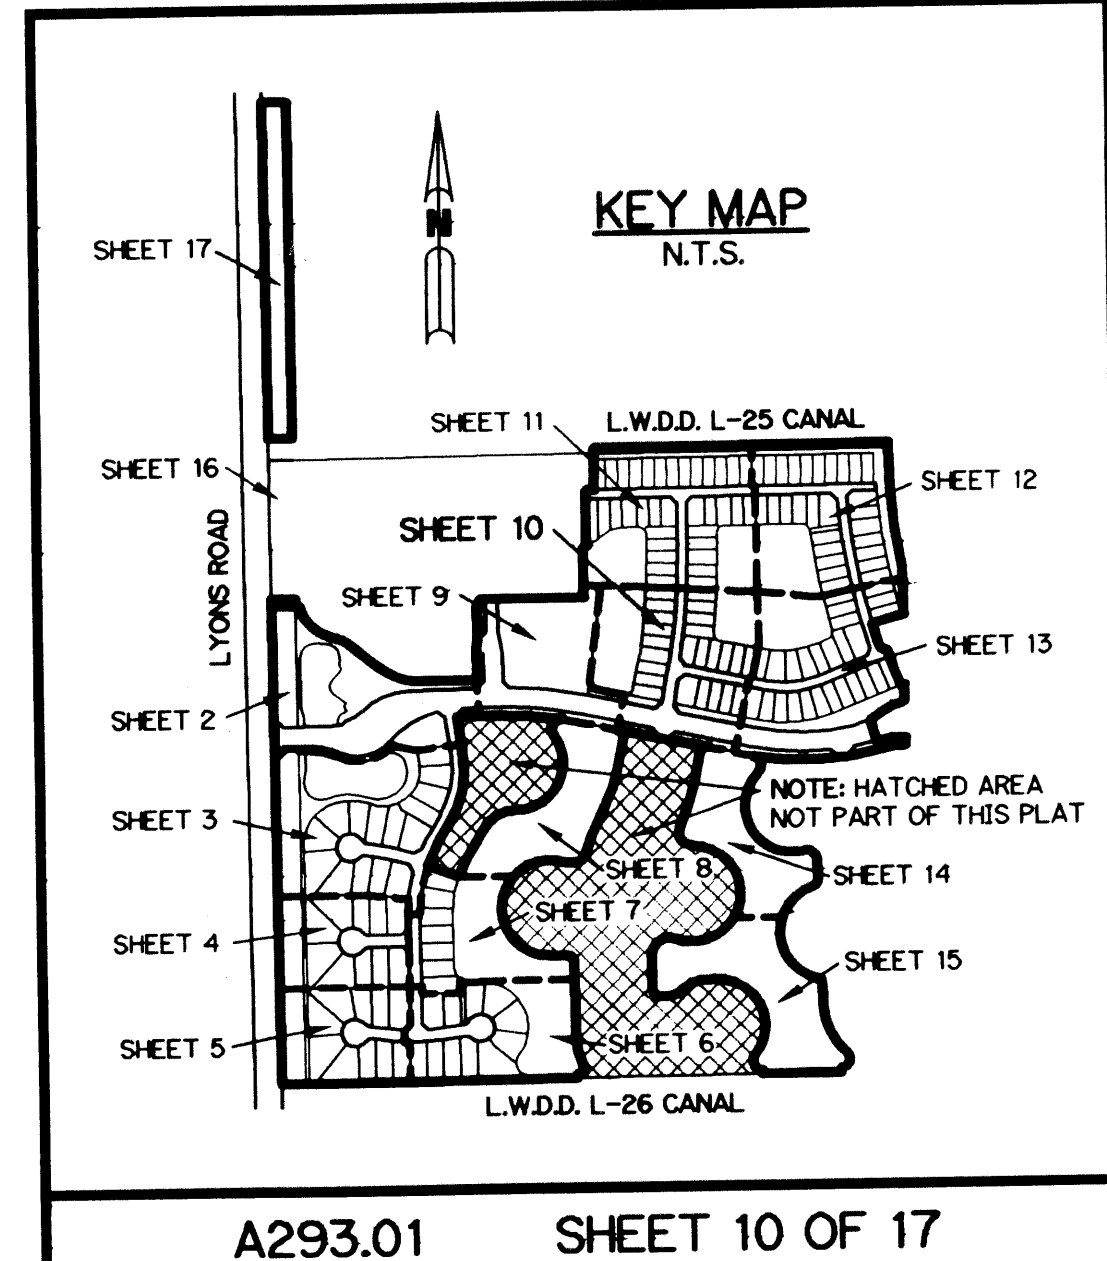 KEY MAP
N.T.S.
N
SHEET 17
SHEET 11
L.W.D.D. L-25 CANAL
SHEET 16
SHEET 12
SHEET 10
LYONS ROAD
SHEET 9
SHEET 13
SHEET 2
NOTE: HATCHED AREA
NOT PART OF THIS PLAT
SHEET 3
SHEET 8
SHEET 14
SHEET 7
SHEET 4
SHEET 15
SHEET 6
SHEET 5
L.W.D.D. L-26 CANAL
A293.01
SHEET 10 OF 17